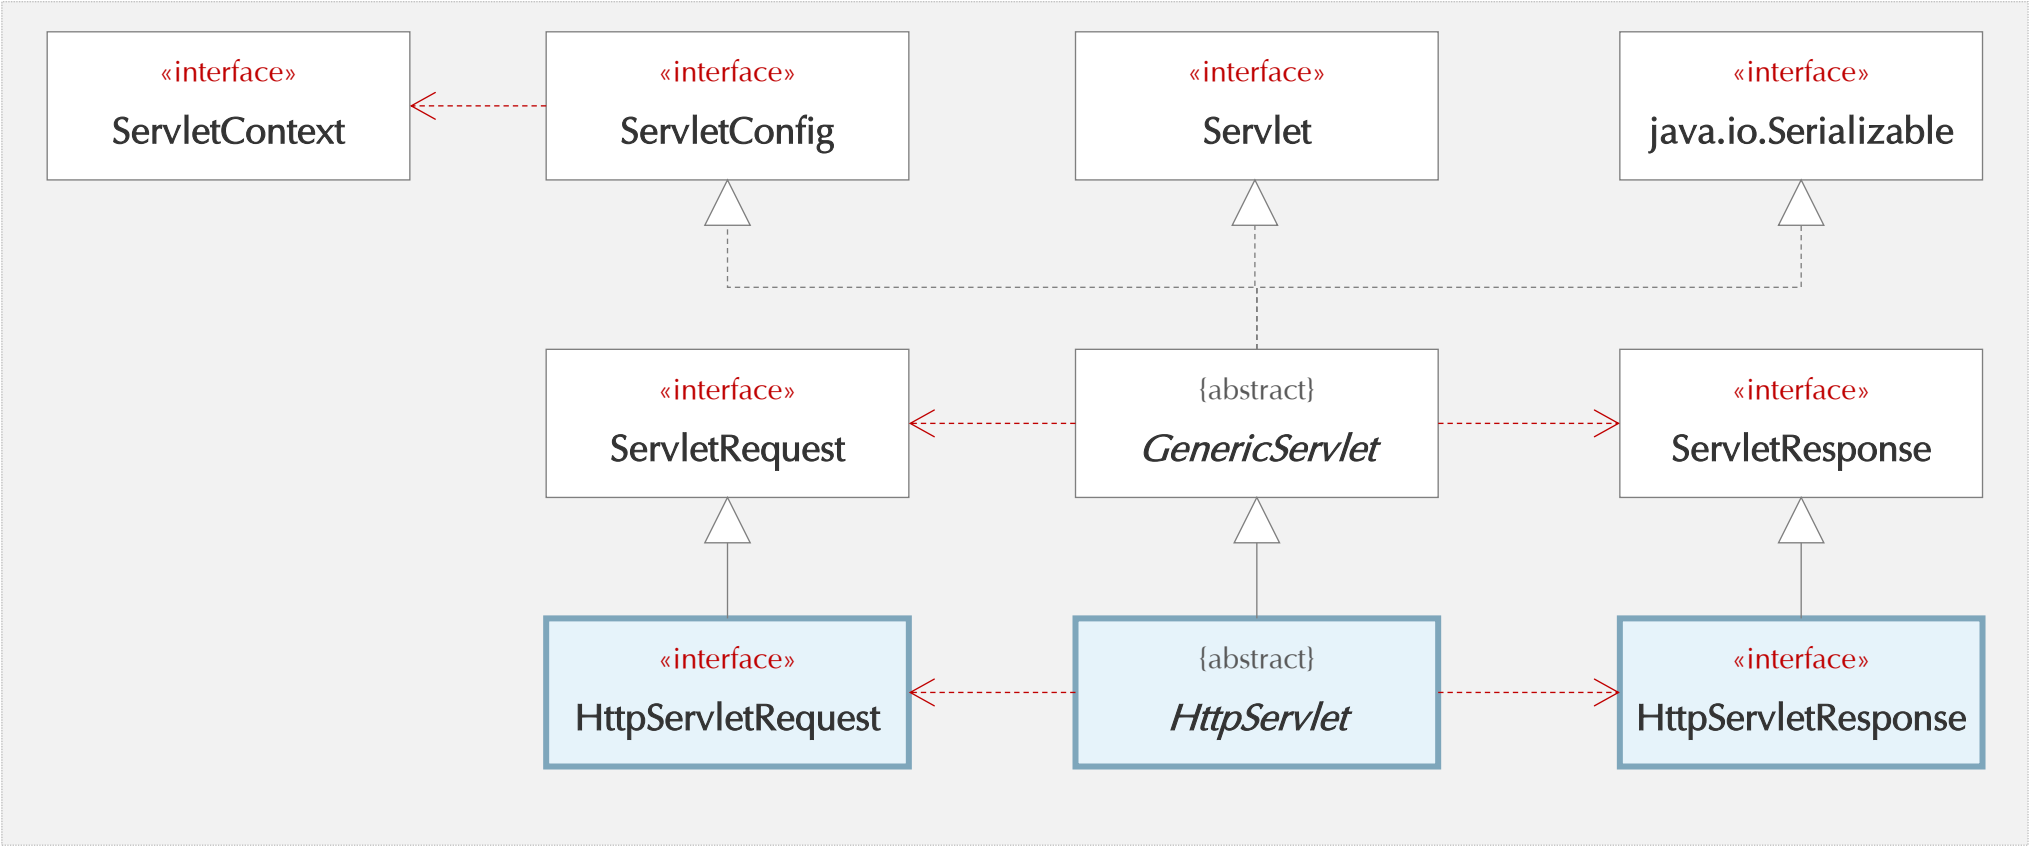 «interface»
ServletContext
«interface»
ServletConfig
«interface»
Servlet
«interface»
java.io.Serializable
«interface»
ServletRequest
{abstract}
GenericServlet
«interface»
ServletResponse
«interface»
HttpServletRequest
{abstract}
HttpServlet
«interface»
HttpServletResponse